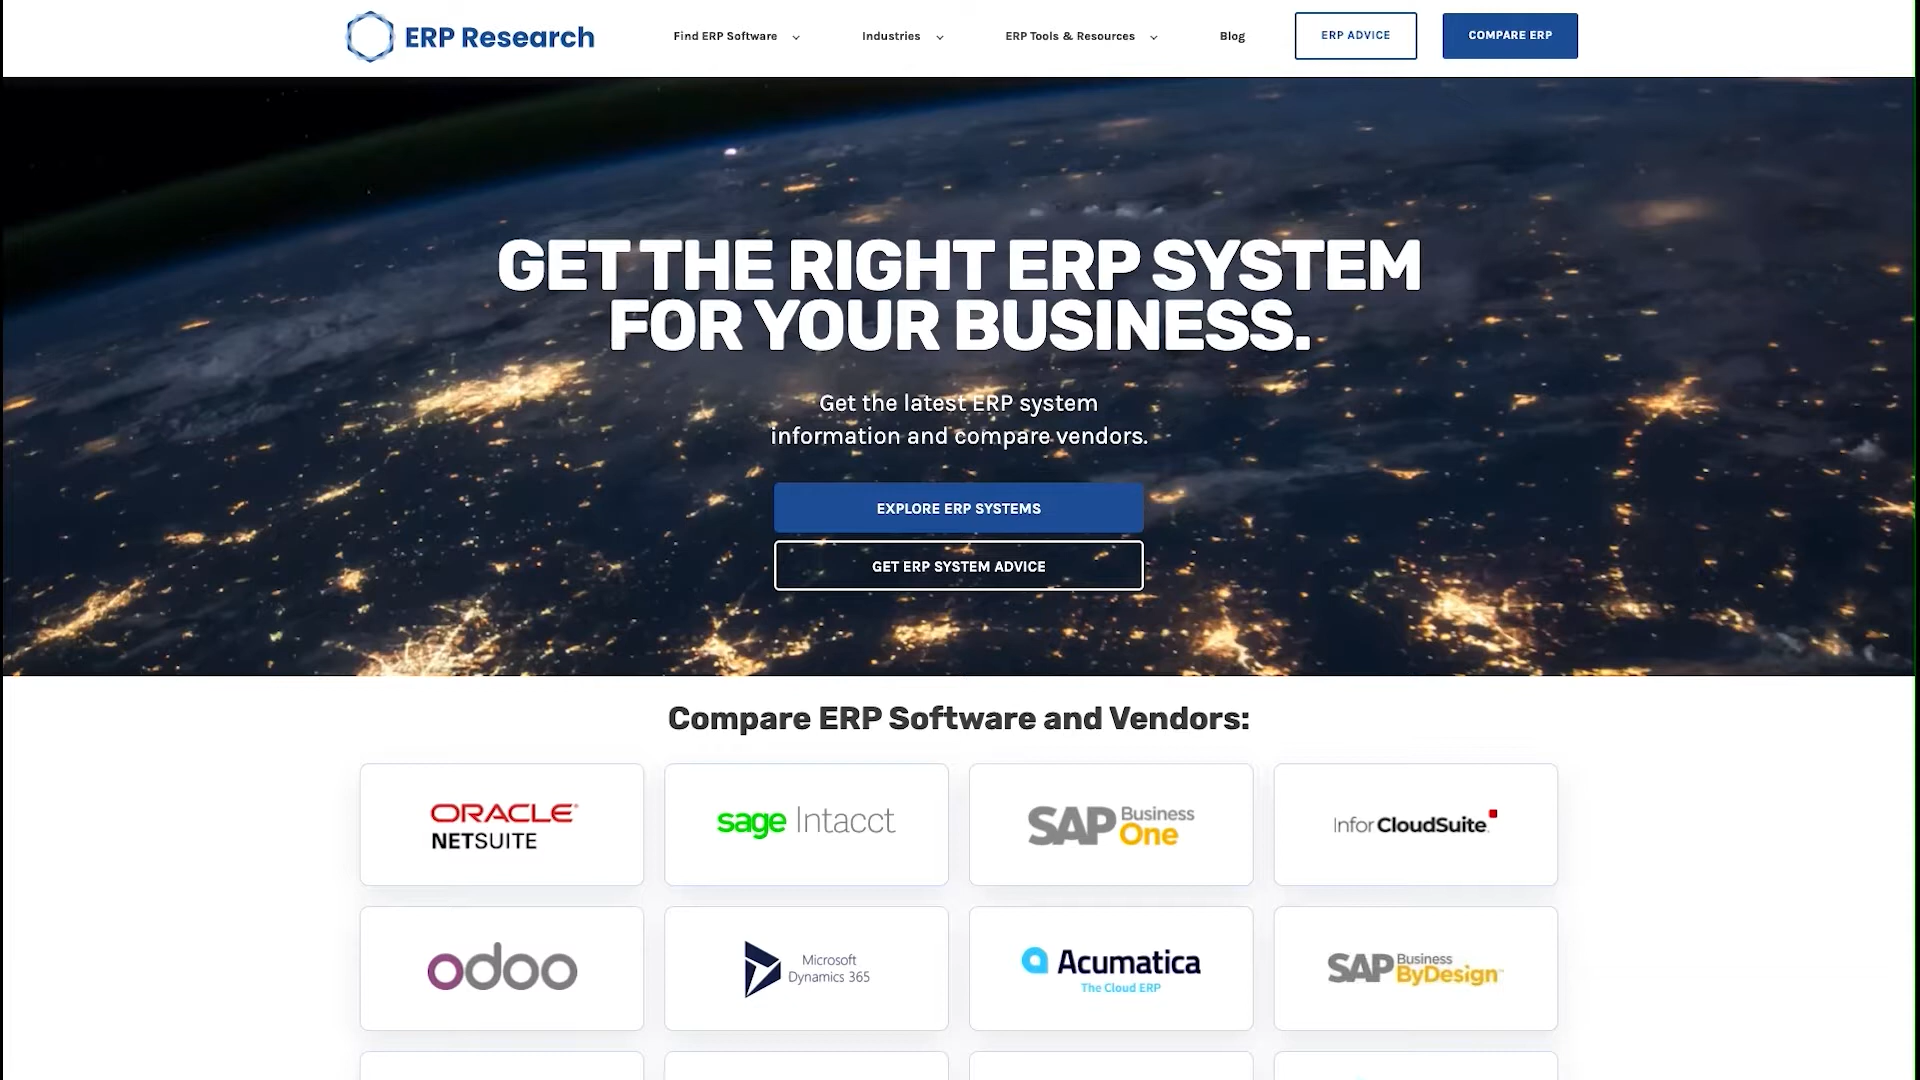 ERP Research
Find ERP Software
Industries
ERP Tools & Resources
Blog
ERP ADVICE
COMPARE ERP
GET THE RIGHT ERP SYSTEM
FOR YOUR BUSINESS.
Get the latest ERP system
information and compare vendors.
EXPLORE ERP SYSTEMS
GET ERP SYSTEM ADVICE
Compare ERP Software and Vendors:
ORACLE®
NETSUITE
sage Intacct
SAP Business
One
Infor CloudSuite
odoo
Microsoft
Dynamics 365
Acumatica
The Cloud ERP
SAP Business
ByDesign™